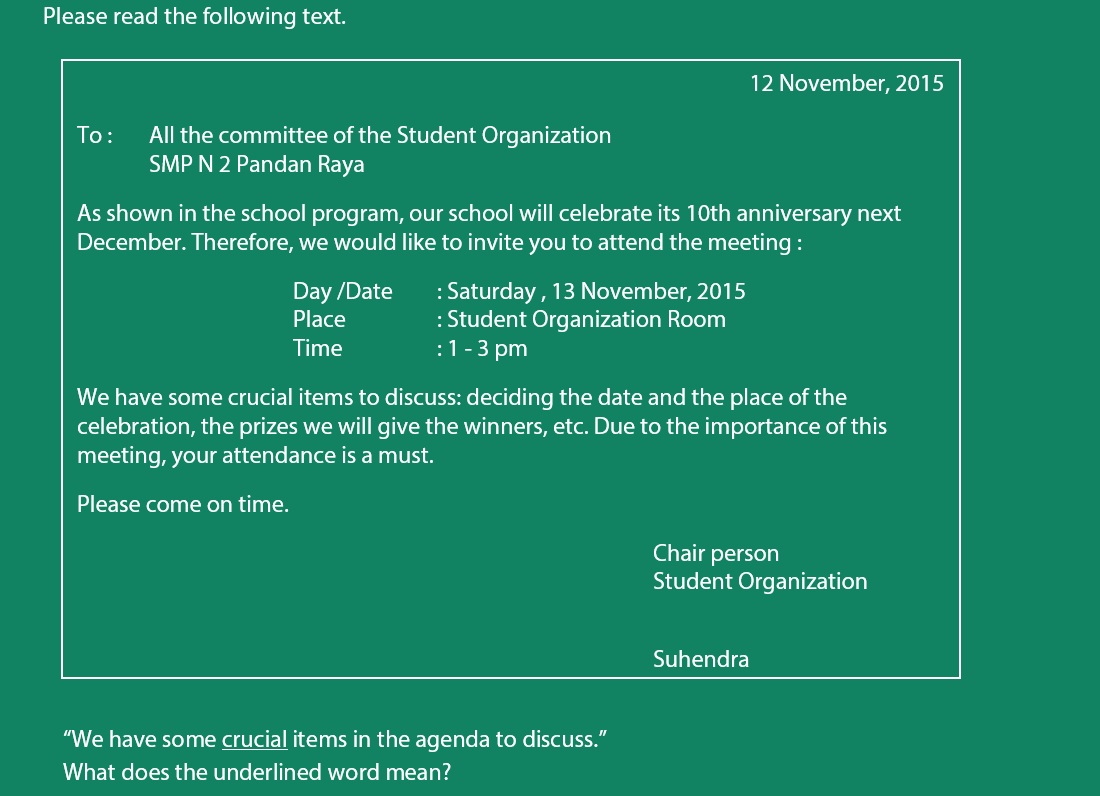 Please read the following text.
12 November, 2015
To : All the committee of the Student Organization
SMP N 2 Pandan Raya
As shown in the school program, our school will celebrate its 10th anniversary next
December. Therefore, we would like to invite you to attend the meeting :
Day /Date : Saturday , 13 November, 2015
Place : Student Organization Room
Time : 1 - 3 pm
We have some crucial items to discuss: deciding the date and the place of the
celebration, the prizes we will give the winners, etc. Due to the importance of this
meeting, your attendance is a must.
Please come on time.
Chair person
Student Organization
Suhendra
“We have some crucial items in the agenda to discuss.”
What does the underlined word mean?